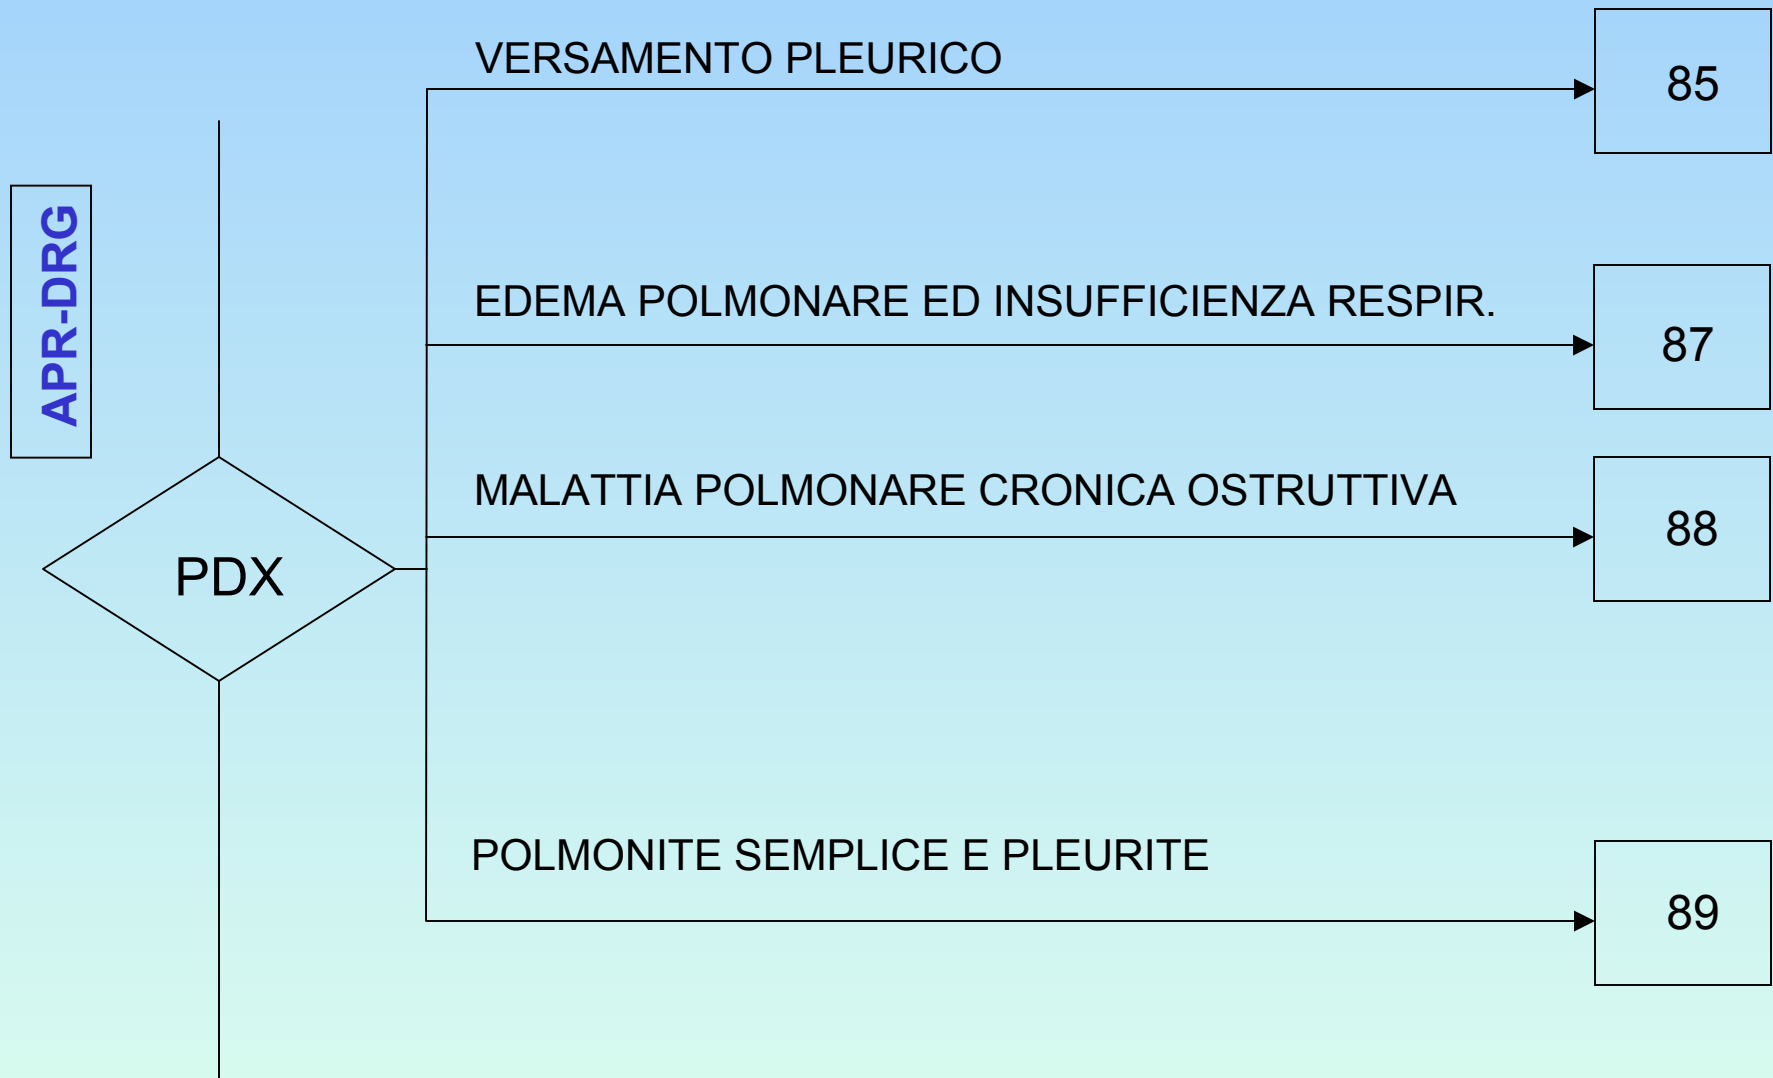 VERSAMENTO PLEURICO
85
APR-DRG
EDEMA POLMONARE ED INSUFFICIENZA RESPIR.
87
MALATTIA POLMONARE CRONICA OSTRUTTIVA
88
PDX
POLMONITE SEMPLICE E PLEURITE
89